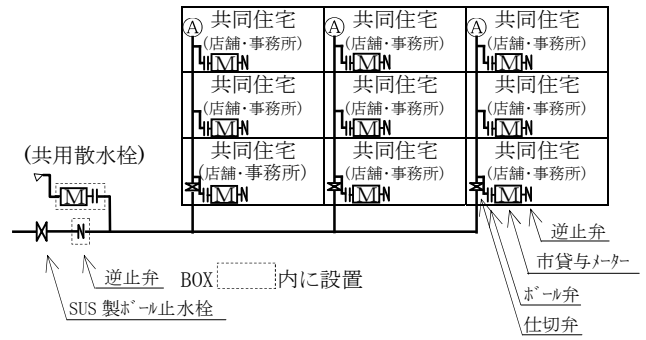 Ⓐ 共同住宅 Ⓐ 共同住宅 Ⓐ 共同住宅
(店舗・事務所) (店舗・事務所) (店舗・事務所)
M N M N M N
共同住宅 共同住宅 共同住宅
(店舗・事務所) (店舗・事務所) (店舗・事務所)
M N M N M N
共同住宅 共同住宅 共同住宅
(店舗・事務所) (店舗・事務所) (店舗・事務所)
M N M N M N
(共用散水栓)
M
N
逆止弁
BOX 内に設置
SUS 製ボール止水栓
逆止弁
市貸与メーター
ボール弁
仕切弁